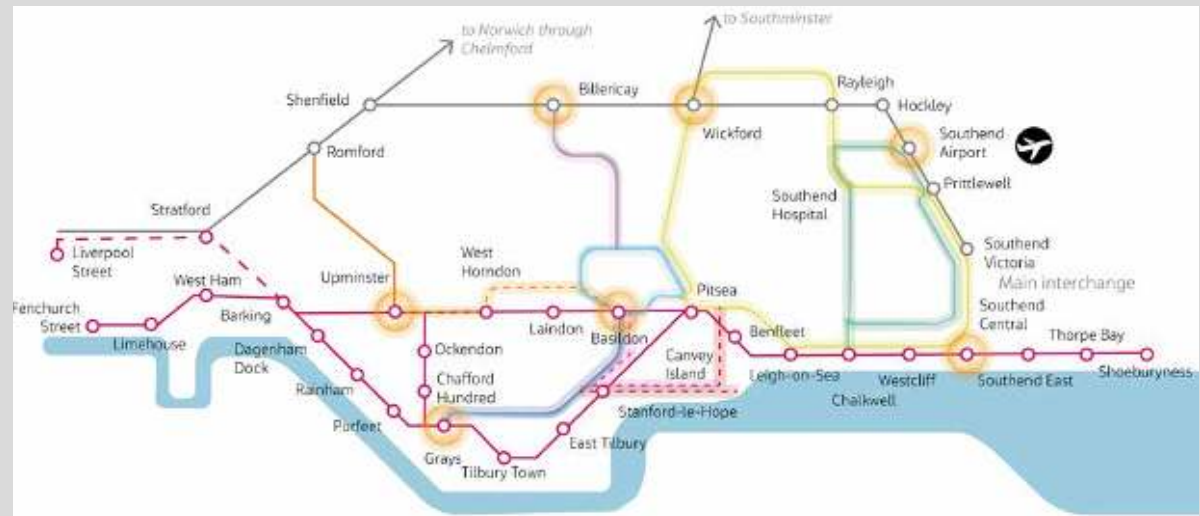 to Norwich through
Chelmford
to Southminster
Shenfield
Billericay
Rayleigh
Hockley
Wickford
Southend
Airport
Romford
Prittlewell
Southend
Hospital
Stratford
Liverpool
Street
West
Horndon
Southend
Victoria
Main interchange
West Ham
Upminster
Pitsea
Fenchurch
Street
Barking
Southend
Central
Limehouse
Laindon
Basildon
Benfleet
Thorpe Bay
Dagenham
Dock
Ockendon
Canvey
Island
Leigh-on-Sea
Westcliff
Southend East
Shoeburyness
Rainham
Chafford
Hundred
Chalkwell
Stanford-le-Hope
Purfeet
East Tilbury
Grays
Tilbury Town